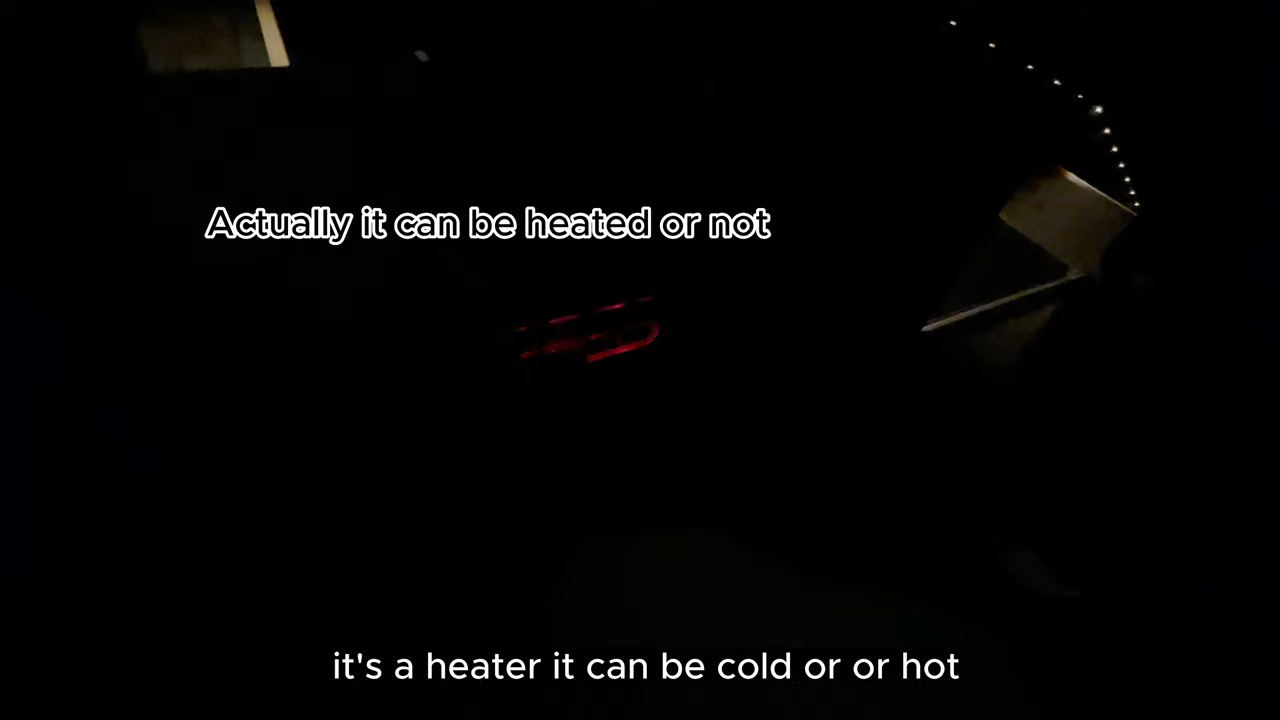 Actually it can be heated or not
it's a heater it can be cold or or hot